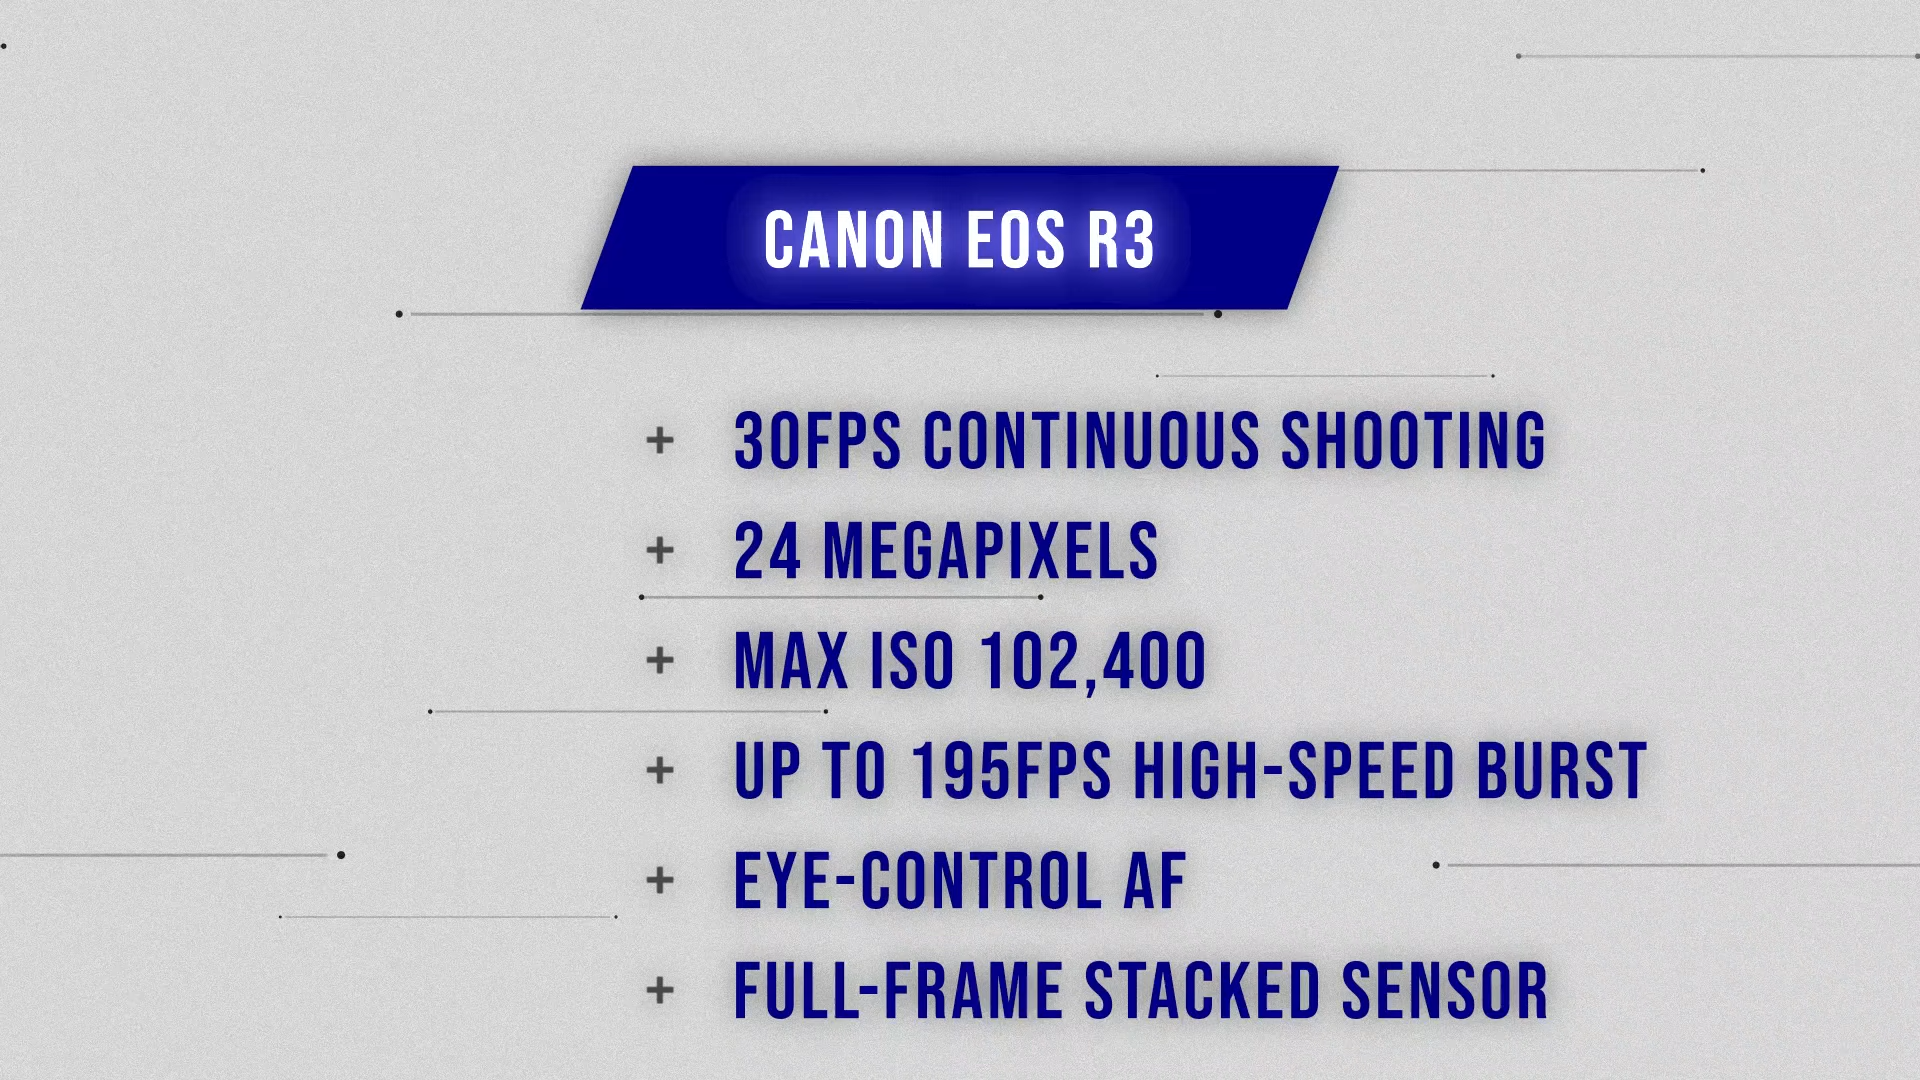 CANON EOS R3
+ 30FPS CONTINUOUS SHOOTING
+ 24 MEGAPIXELS
+ MAX ISO 102,400
+ UP TO 195FPS HIGH-SPEED BURST
+ EYE-CONTROL AF
+ FULL-FRAME STACKED SENSOR